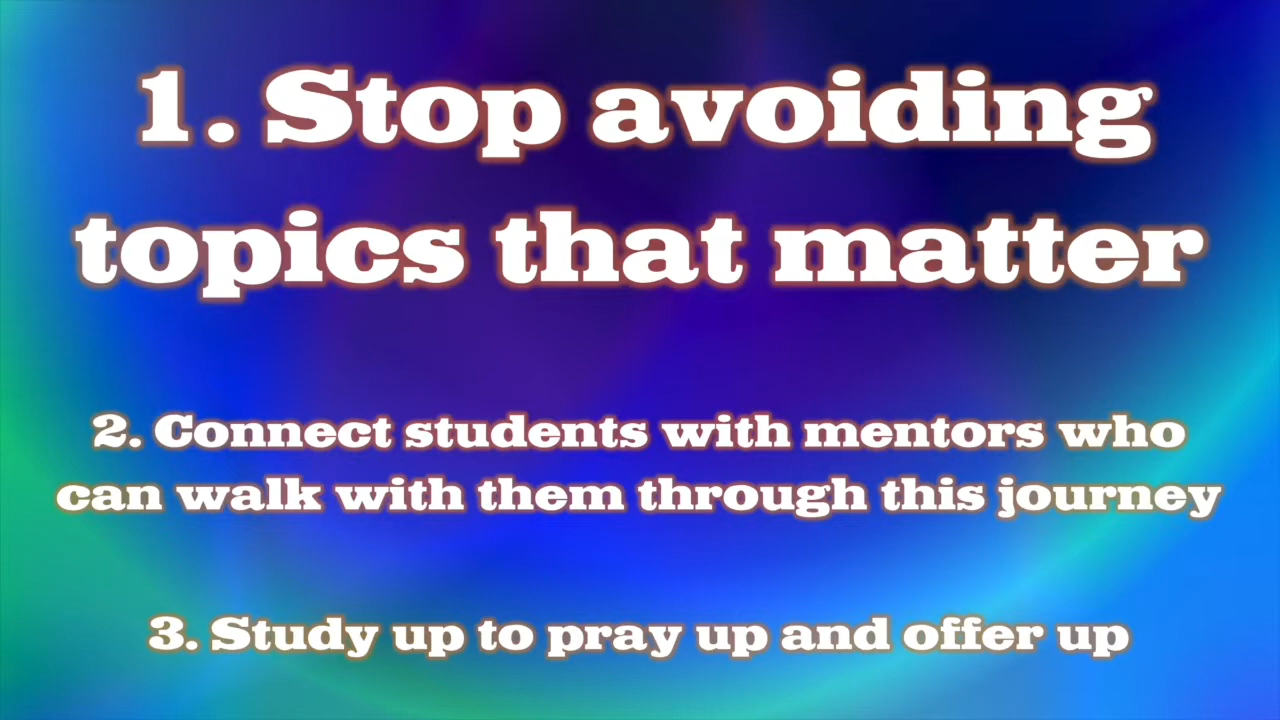 1. Stop avoiding
topics that matter
2. Connect students with mentors who
can walk with them through this journey
3. Study up to pray up and offer up